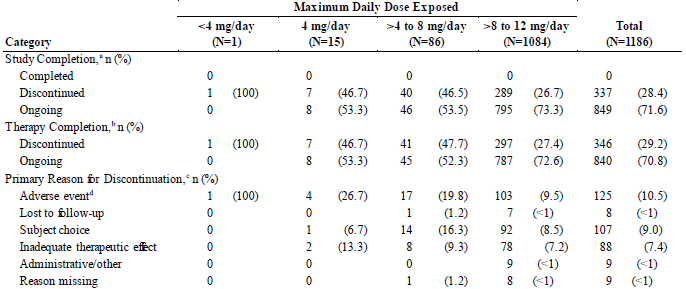 Maximum Daily Dose Exposed
<4 mg/day 4 mg/day >4 to 8 mg/day >8 to 12 mg/day Total
Category (N=1) (N=15) (N=86) (N=1084) (N=1186)
Study Completion,a n (%)
Completed 0 0 0 0 0
Discontinued 1 (100) 7 (46.7) 40 (46.5) 289 (26.7) 337 (28.4)
Ongoing 0 8 (53.3) 46 (53.5) 795 (73.3) 849 (71.6)
Therapy Completion,b n (%)
Discontinued 1 (100) 7 (46.7) 41 (47.7) 297 (27.4) 346 (29.2)
Ongoing 0 8 (53.3) 45 (52.3) 787 (72.6) 840 (70.8)
Primary Reason for Discontinuation,c n (%)
Adverse eventd 1 (100) 4 (26.7) 17 (19.8) 103 (9.5) 125 (10.5)
Lost to follow-up 0 0 1 (1.2) 7 (<1) 8 (<1)
Subject choice 0 1 (6.7) 14 (16.3) 92 (8.5) 107 (9.0)
Inadequate therapeutic effect 0 2 (13.3) 8 (9.3) 78 (7.2) 88 (7.4)
Administrative/other 0 0 0 9 (<1) 9 (<1)
Reason missing 0 0 1 (1.2) 8 (<1) 9 (<1)